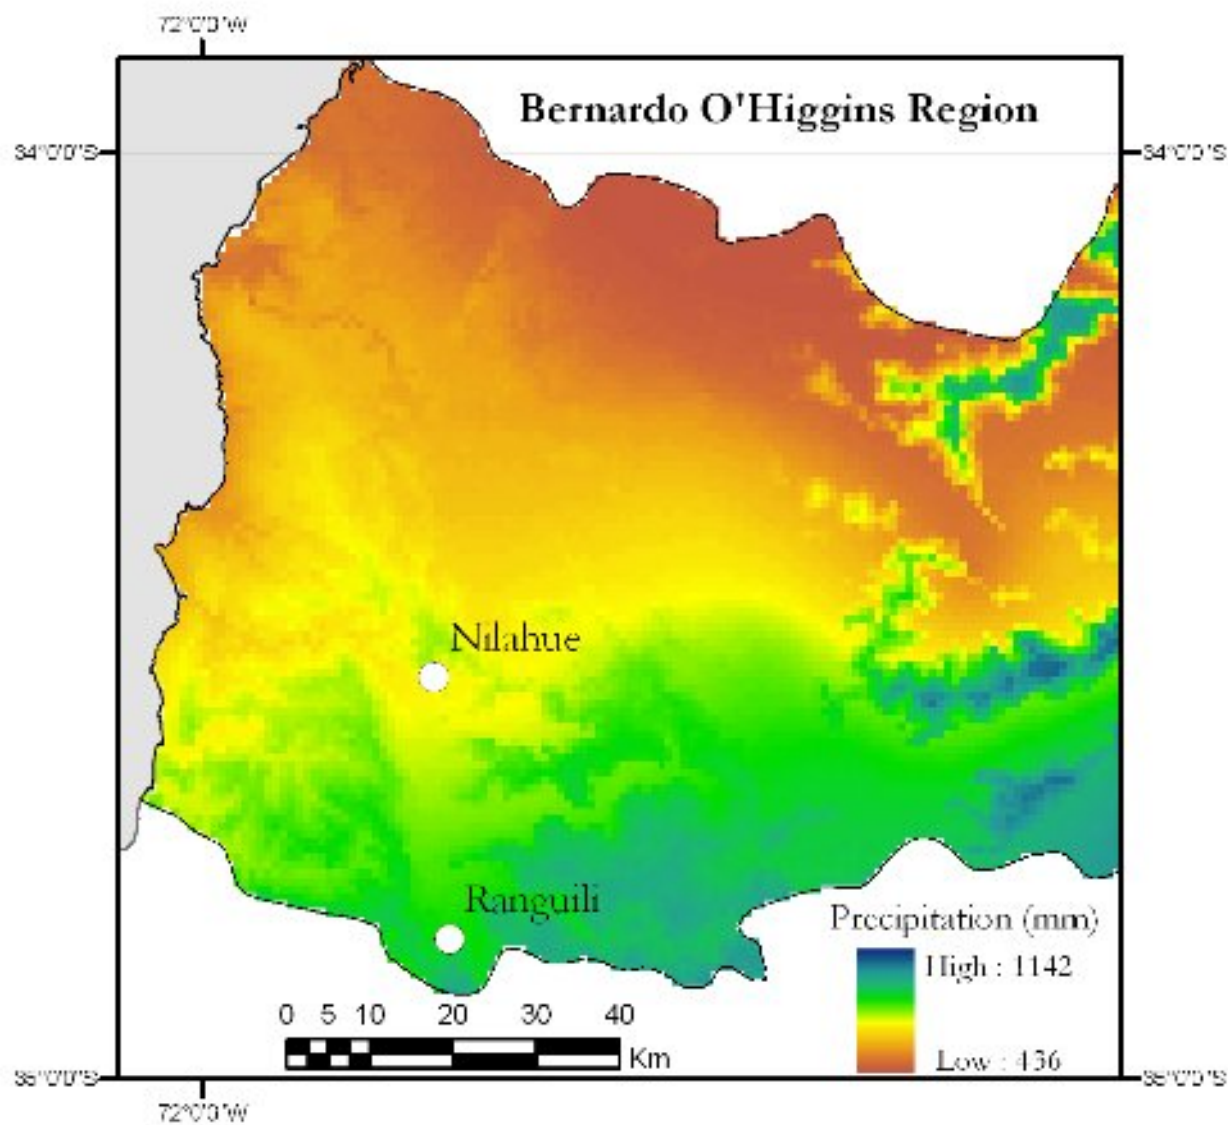 72°0'0"W
Bernardo O'Higgins Region
34°0'0"S
34°0'0"S
Nilahue
Ranguili
Precipitation (mm)
High : 1142
Low : 436
0 5 10 20 30 40
Km
35°0'0"S
35°0'0"S
72°0'0"W